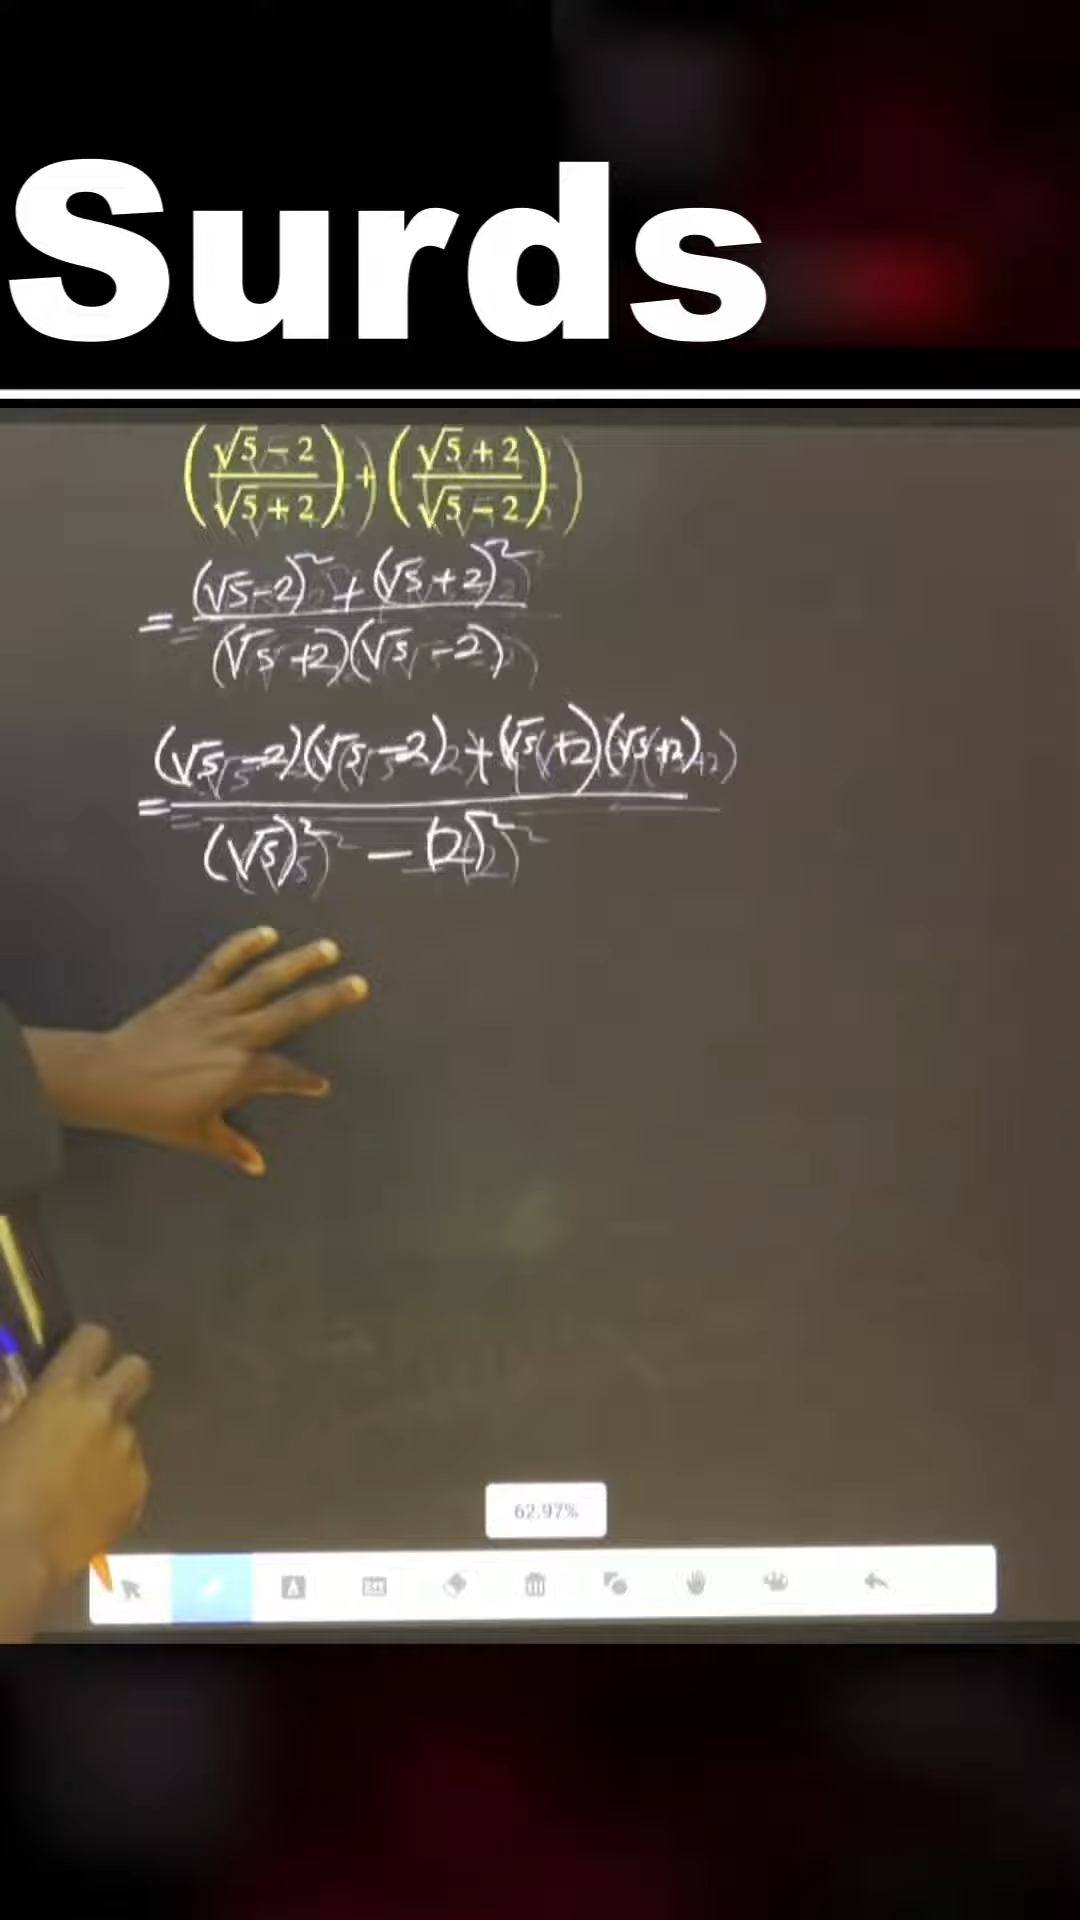 Surds
(√5 − 2 / √5 + 2) + (√5 + 2 / √5 − 2)
= (√5 − 2)² + (√5 + 2)² / (√5 + 2)(√5 − 2)
= (√5 − 2)(√5 − 2) + (√5 + 2)(√5 + 2) / (√5)² − (2)²
62.97%
A